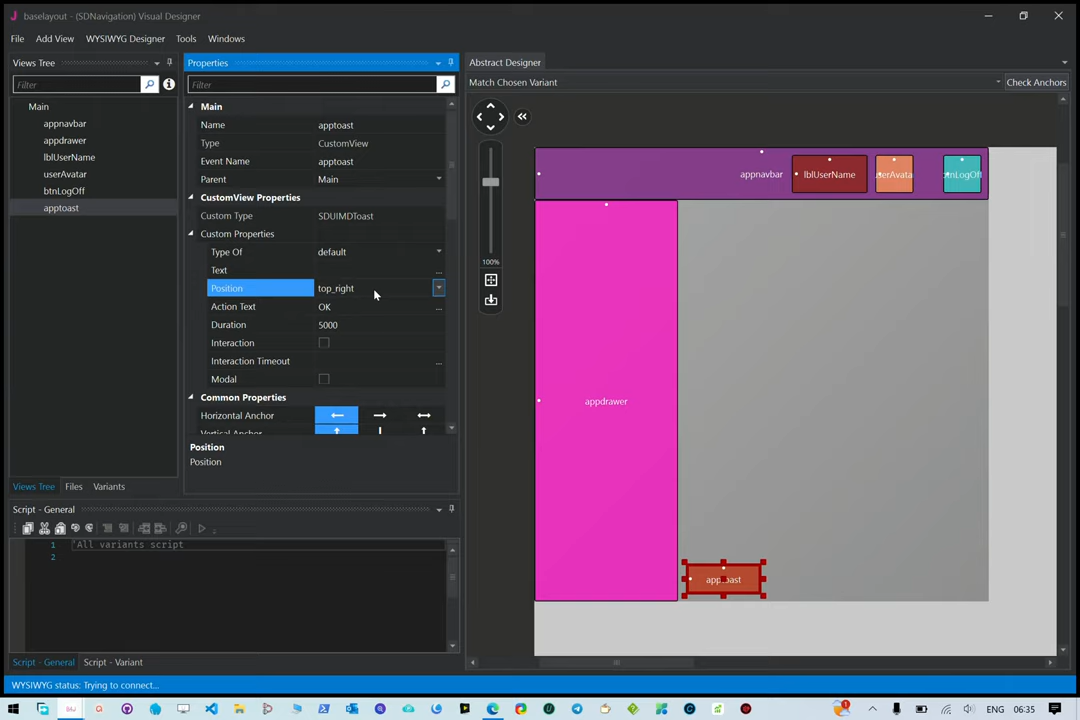 baselayout - (SDNavigation) Visual Designer
File Add View WYSIWYG Designer Tools Windows
Views Tree
Filter
Main
appnavbar
appdrawer
lblUserName
userAvatar
btnLogOff
apptoast
Views Tree Files Variants
Properties
Filter
Main
Name apptoast
Type CustomView
Event Name apptoast
Parent Main
CustomView Properties
Custom Type SDUIMDToast
Custom Properties
Type Of default
Text ...
Position top_right
Action Text OK ...
Duration 5000
Interaction
Interaction Timeout ...
Modal
Common Properties
Horizontal Anchor
Vertical Anchor
Position
Position
Abstract Designer
Match Chosen Variant Check Anchors
100%
appnavbar lblUserName serAvata tnLogOff
appdrawer
apptoast
Script - General
1 'All variants script
2
Script - General Script - Variant
WYSIWYG status: Trying to connect...
ENG 06:35